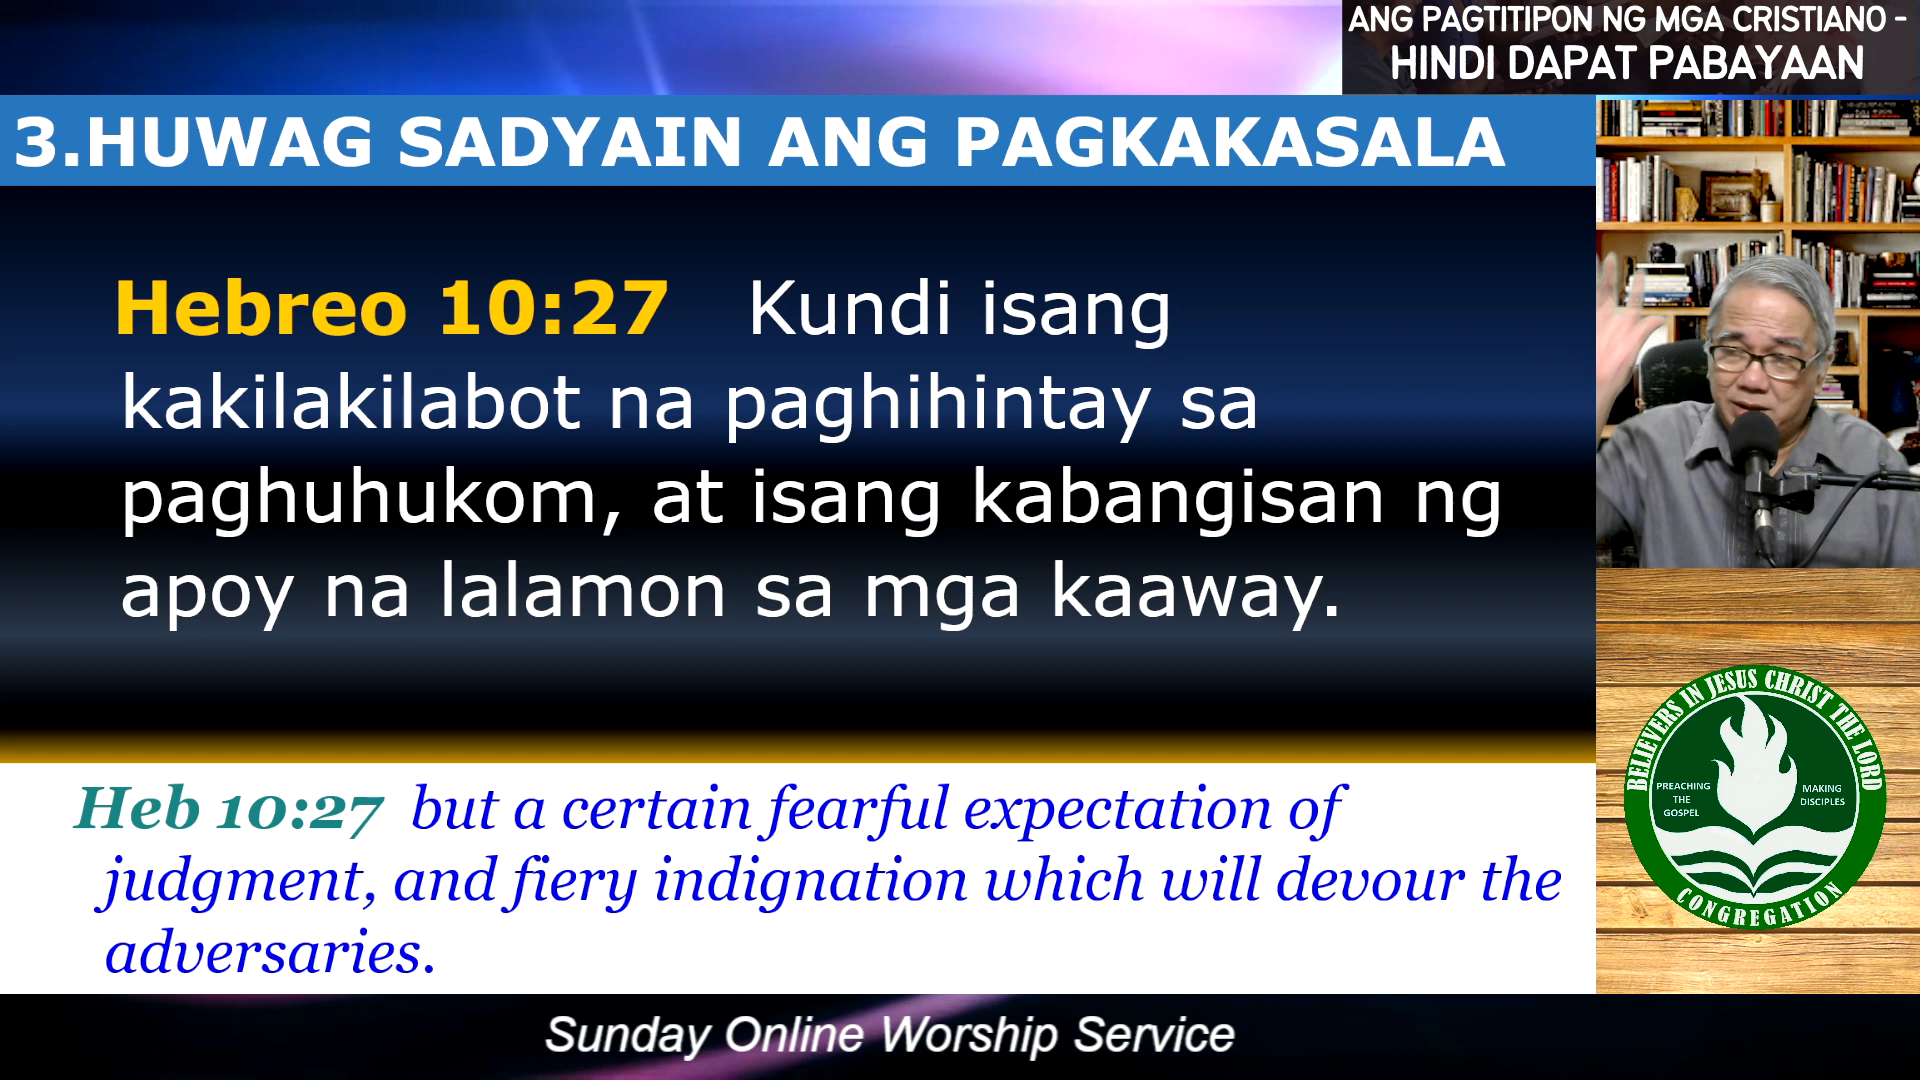 ANG PAGTITIPON NG MGA CRISTIANO -
HINDI DAPAT PABAYAAN
3.HUWAG SADYAIN ANG PAGKAKASALA
Hebreo 10:27 Kundi isang
kakilakilabot na paghihintay sa
paghuhukom, at isang kabangisan ng
apoy na lalamon sa mga kaaway.
Heb 10:27 but a certain fearful expectation of
judgment, and fiery indignation which will devour the
adversaries.
BELIEVERS IN JESUS CHRIST THE LORD
PREACHING
THE
GOSPEL
MAKING
DISCIPLES
CONGREGATION
Sunday Online Worship Service